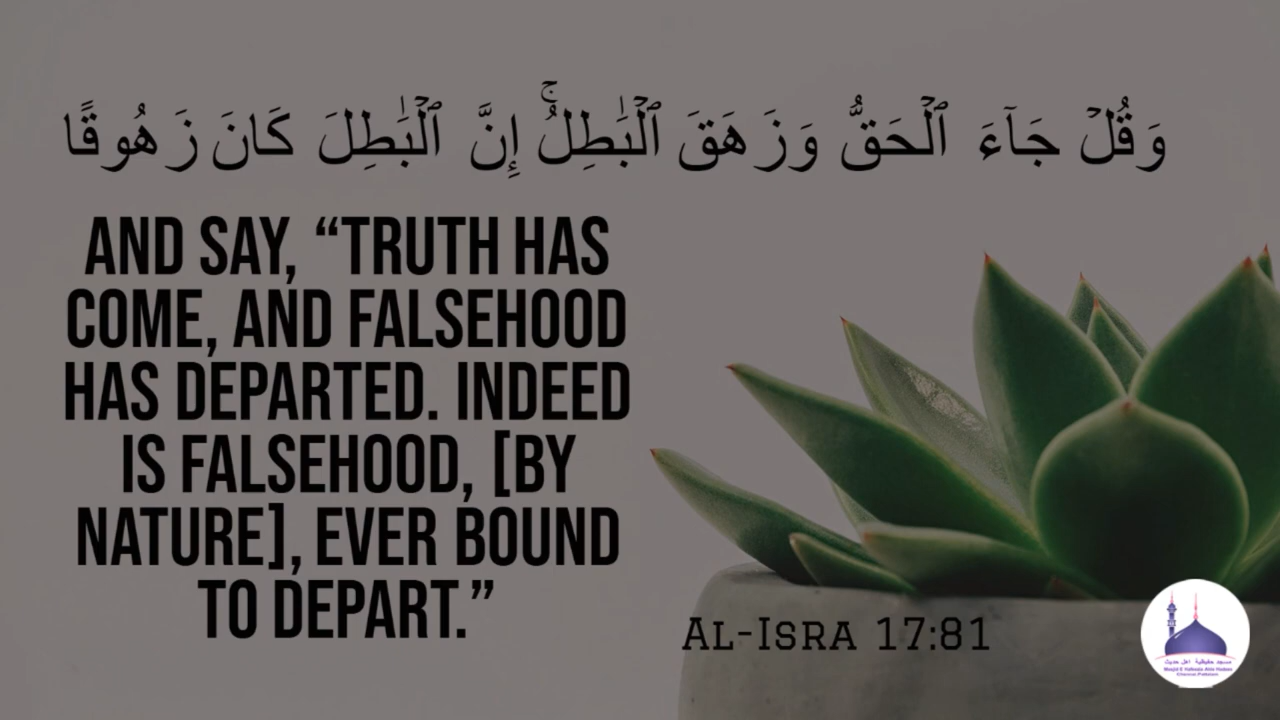 وَقُلۡ جَآءَ ٱلۡحَقُّ وَزَهَقَ ٱلۡبَٰطِلُۚ إِنَّ ٱلۡبَٰطِلَ كَانَ زَهُوقٗا
AND SAY, “TRUTH HAS
COME, AND FALSEHOOD
HAS DEPARTED. INDEED
IS FALSEHOOD, [BY
NATURE], EVER BOUND
TO DEPART.”
AL-ISRA 17:81